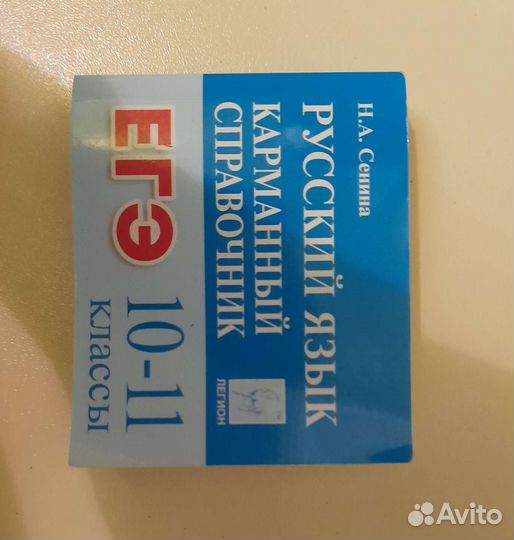 Н.А. Сенина
РУССКИЙ ЯЗЫК
КАРМАННЫЙ
СПРАВОЧНИК
ЛЕГИОН
ЕГЭ
10-11
классы
Avito